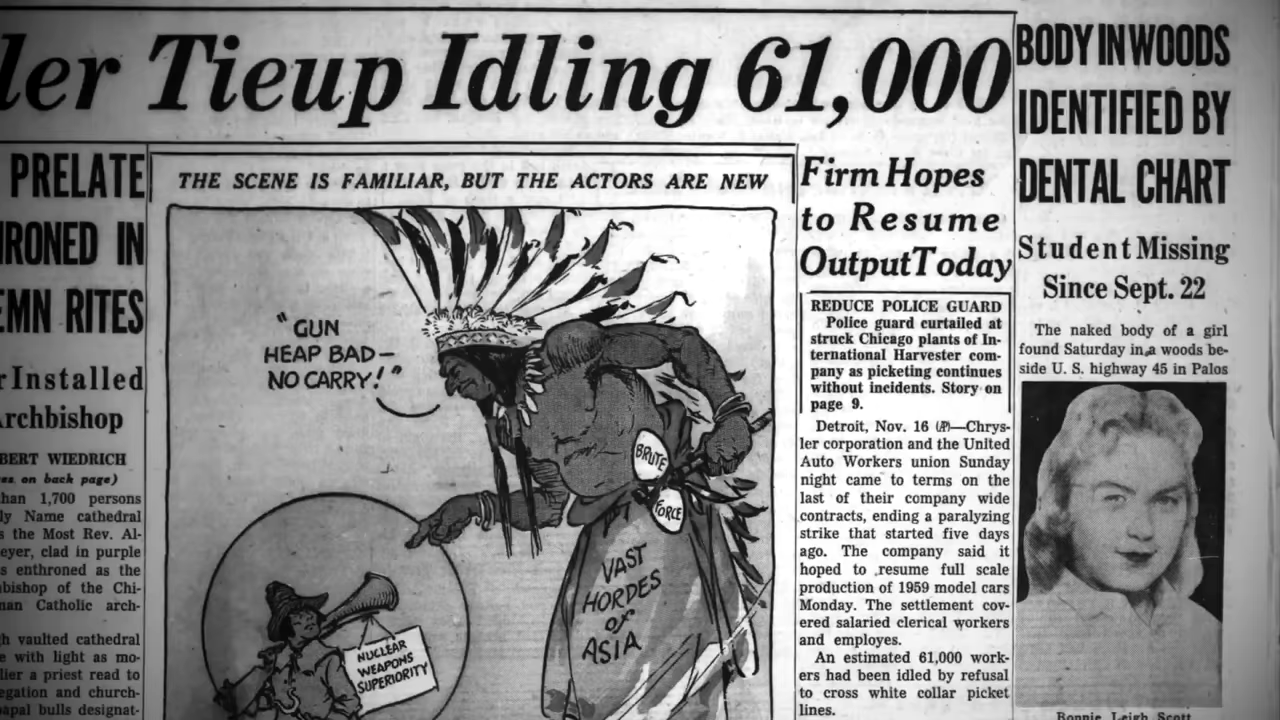 ler Tieup Idling 61,000
PRELATE
HRONED IN
EMN RITES
r Installed
Archbishop
BERT WIEDRICH
es on back page)
than 1,700 persons
ly Name cathedral
s the Most Rev. Al-
eyer, clad in purple
s enthroned as the
hbishop of the Chi-
man Catholic arch-
gh vaulted cathedral
e with light as mo-
lier a priest read to
egation and church-
papal bulls designat-
THE SCENE IS FAMILIAR, BUT THE ACTORS ARE NEW
"GUN
HEAP BAD—
NO CARRY!"
BRUTE
FORCE
VAST
HORDES
OF
ASIA
NUCLEAR
WEAPONS
SUPERIORITY
Firm Hopes
to Resume
Output Today
REDUCE POLICE GUARD
Police guard curtailed at
struck Chicago plants of In-
ternational Harvester com-
pany as picketing continues
without incidents. Story on
page 9.
Detroit, Nov. 16 (AP)—Chrys-
ler corporation and the United
Auto Workers union Sunday
night came to terms on the
last of their company wide
contracts, ending a paralyzing
strike that started five days
ago. The company said it
hoped to resume full scale
production of 1959 model cars
Monday. The settlement cov-
ered salaried clerical workers
and employes.
An estimated 61,000 work-
ers had been idled by refusal
to cross white collar picket
lines.
BODY IN WOODS
IDENTIFIED BY
DENTAL CHART
Student Missing
Since Sept. 22
The naked body of a girl
found Saturday in a woods be-
side U. S. highway 45 in Palos
Bonnie Leigh Scott